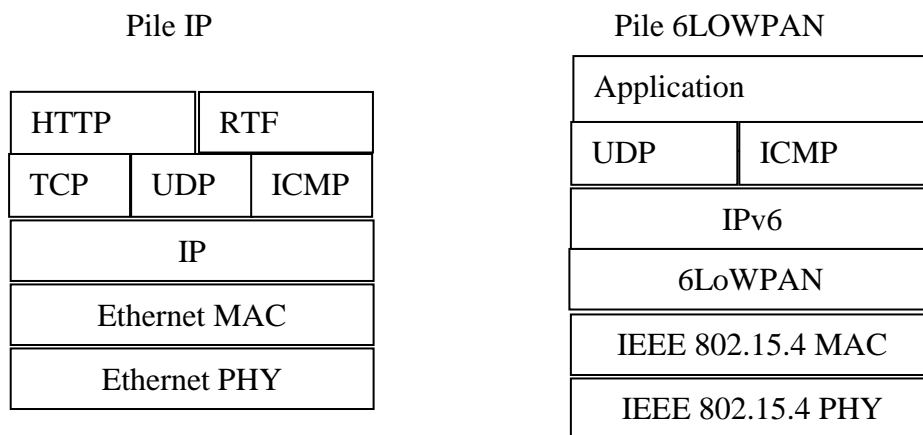 Pile IP
HTTP RTF
TCP UDP ICMP
IP
Ethernet MAC
Ethernet PHY
Pile 6LOWPAN
Application
UDP ICMP
IPv6
6LoWPAN
IEEE 802.15.4 MAC
IEEE 802.15.4 PHY